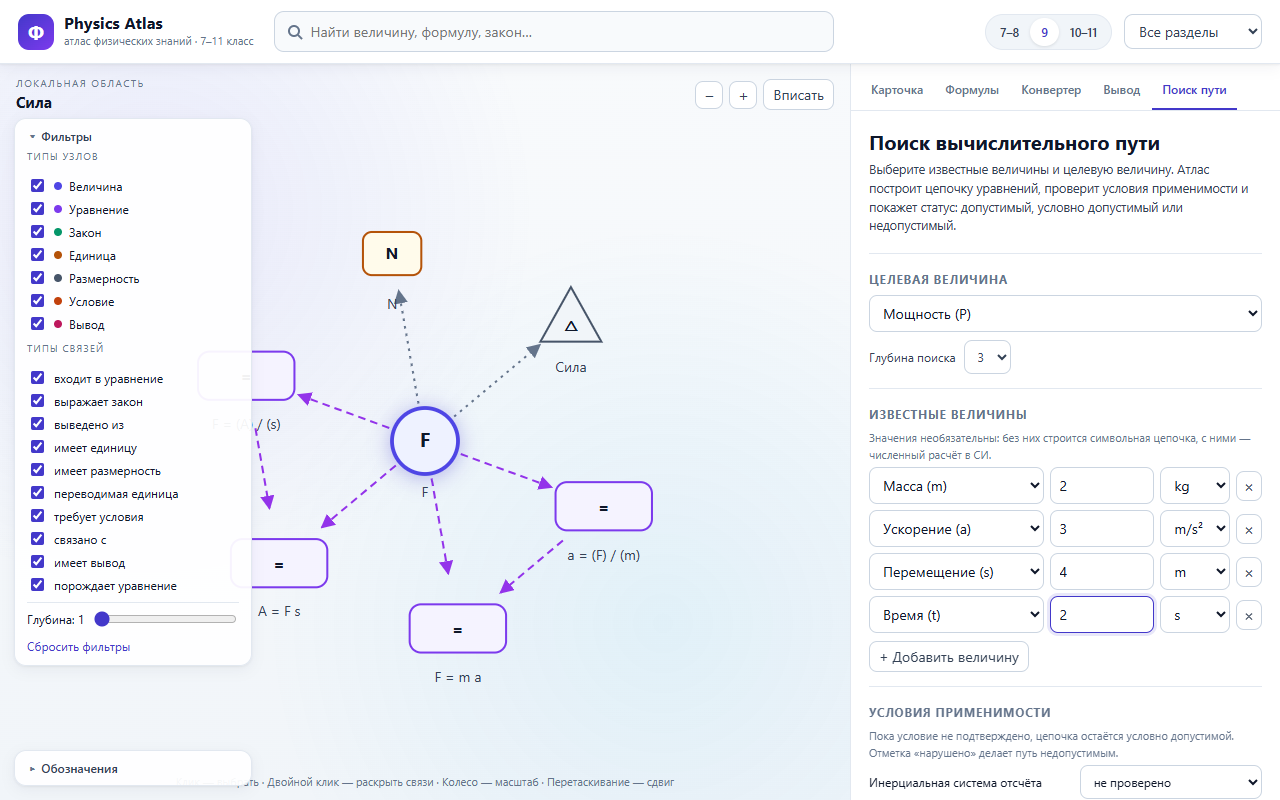 Ф
Physics Atlas
атлас физических знаний · 7–11 класс
Найти величину, формулу, закон...
7–8
9
10–11
Все разделы
ЛОКАЛЬНАЯ ОБЛАСТЬ
Сила
−
+
Вписать
Фильтры
ТИПЫ УЗЛОВ
Величина
Уравнение
Закон
Единица
Размерность
Условие
Вывод
ТИПЫ СВЯЗЕЙ
входит в уравнение
выражает закон
выведено из
имеет единицу
имеет размерность
переводимая единица
требует условия
связано с
имеет вывод
порождает уравнение
Глубина: 1
Сбросить фильтры
Обозначения
N
N
Δ
Сила
=
F = (A) / (s)
F
F
=
a = (F) / (m)
=
A = F s
=
F = m a
· Двойной клик — раскрыть связи · Колесо — масштаб · Перетаскивание — сдвиг
Карточка
Формулы
Конвертер
Вывод
Поиск пути
Поиск вычислительного пути
Выберите известные величины и целевую величину. Атлас
построит цепочку уравнений, проверит условия применимости и
покажет статус: допустимый, условно допустимый или
недопустимый.
ЦЕЛЕВАЯ ВЕЛИЧИНА
Мощность (P)
Глубина поиска
3
ИЗВЕСТНЫЕ ВЕЛИЧИНЫ
Значения необязательны: без них строится символьная цепочка, с ними —
численный расчёт в СИ.
Масса (m)
2
kg
×
Ускорение (a)
3
m/s²
×
Перемещение (s)
4
m
×
Время (t)
2
s
×
+ Добавить величину
УСЛОВИЯ ПРИМЕНИМОСТИ
Пока условие не подтверждено, цепочка остаётся условно допустимой.
Отметка «нарушено» делает путь недопустимым.
Инерциальная система отсчёта
не проверено